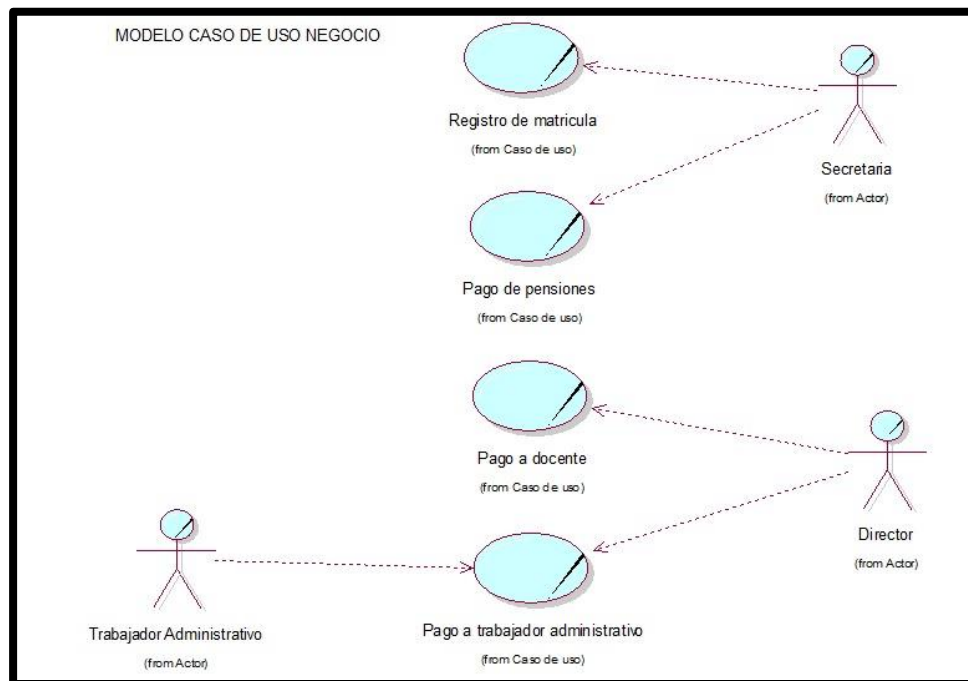 MODELO CASO DE USO NEGOCIO
Registro de matricula
(from Caso de uso)
Secretaria
(from Actor)
Pago de pensiones
(from Caso de uso)
Pago a docente
(from Caso de uso)
Director
(from Actor)
Trabajador Administrativo
(from Actor)
Pago a trabajador administrativo
(from Caso de uso)